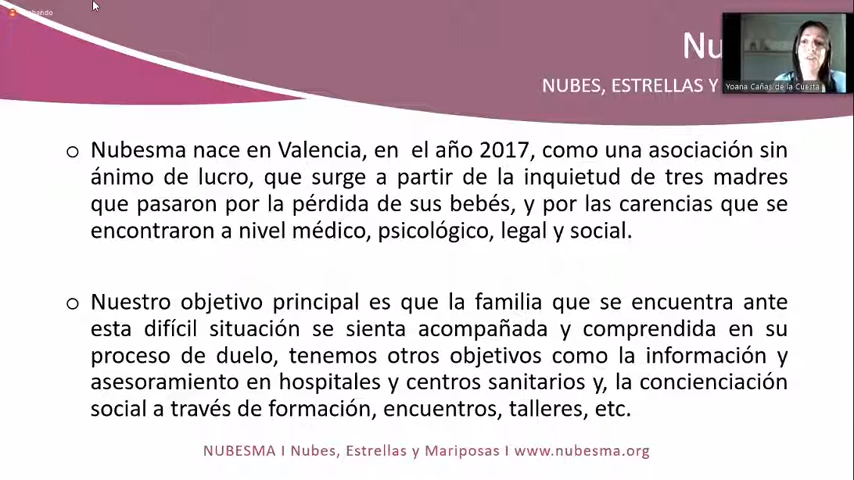 NUBES, ESTRELLAS Y
Yoana Cañas de la Cuesta
Nubesma nace en Valencia, en el año 2017, como una asociación sin
ánimo de lucro, que surge a partir de la inquietud de tres madres
que pasaron por la pérdida de sus bebés, y por las carencias que se
encontraron a nivel médico, psicológico, legal y social.
Nuestro objetivo principal es que la familia que se encuentra ante
esta difícil situación se sienta acompañada y comprendida en su
proceso de duelo, tenemos otros objetivos como la información y
asesoramiento en hospitales y centros sanitarios y, la concienciación
social a través de formación, encuentros, talleres, etc.
NUBESMA I Nubes, Estrellas y Mariposas I www.nubesma.org